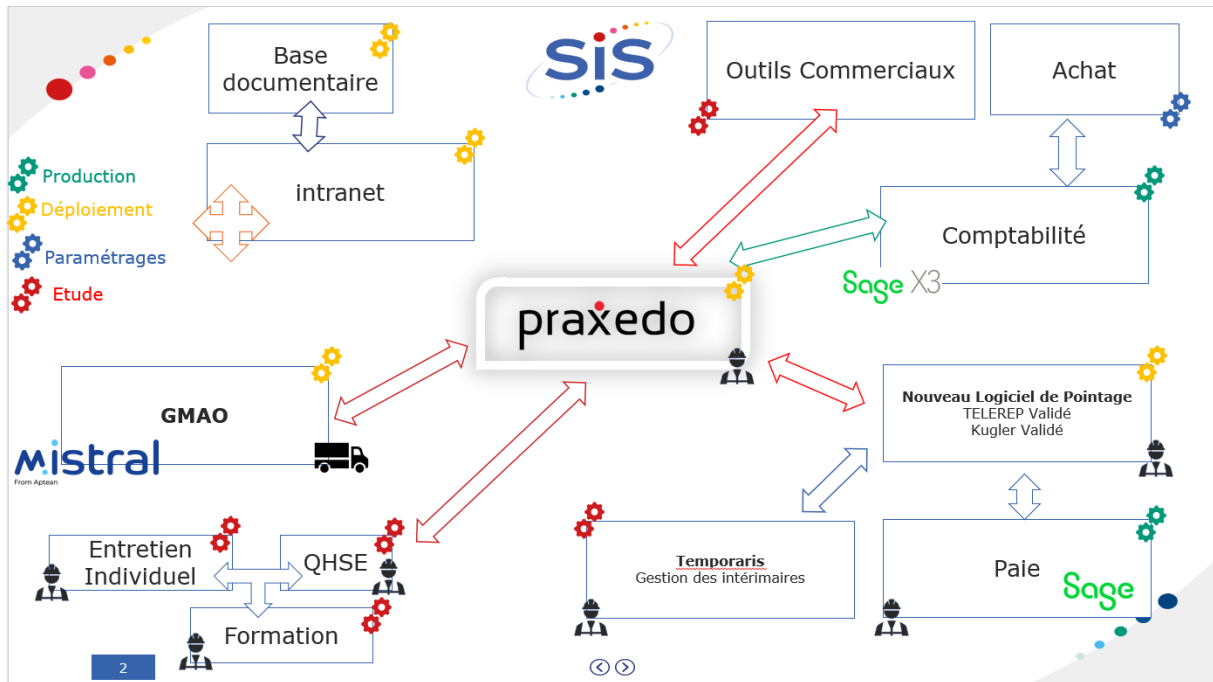 Base
documentaire
SiS
Outils Commerciaux
Achat
intranet
Production
Déploiement
Paramétrages
Etude
Comptabilité
Sage X3
praxedo
GMAO
Mistral
From Aptean
Nouveau Logiciel de Pointage
TELEREP Validé
Kugler Validé
Entretien
Individuel
QHSE
Formation
Temporaris
Gestion des intérimaires
Paie
Sage
2